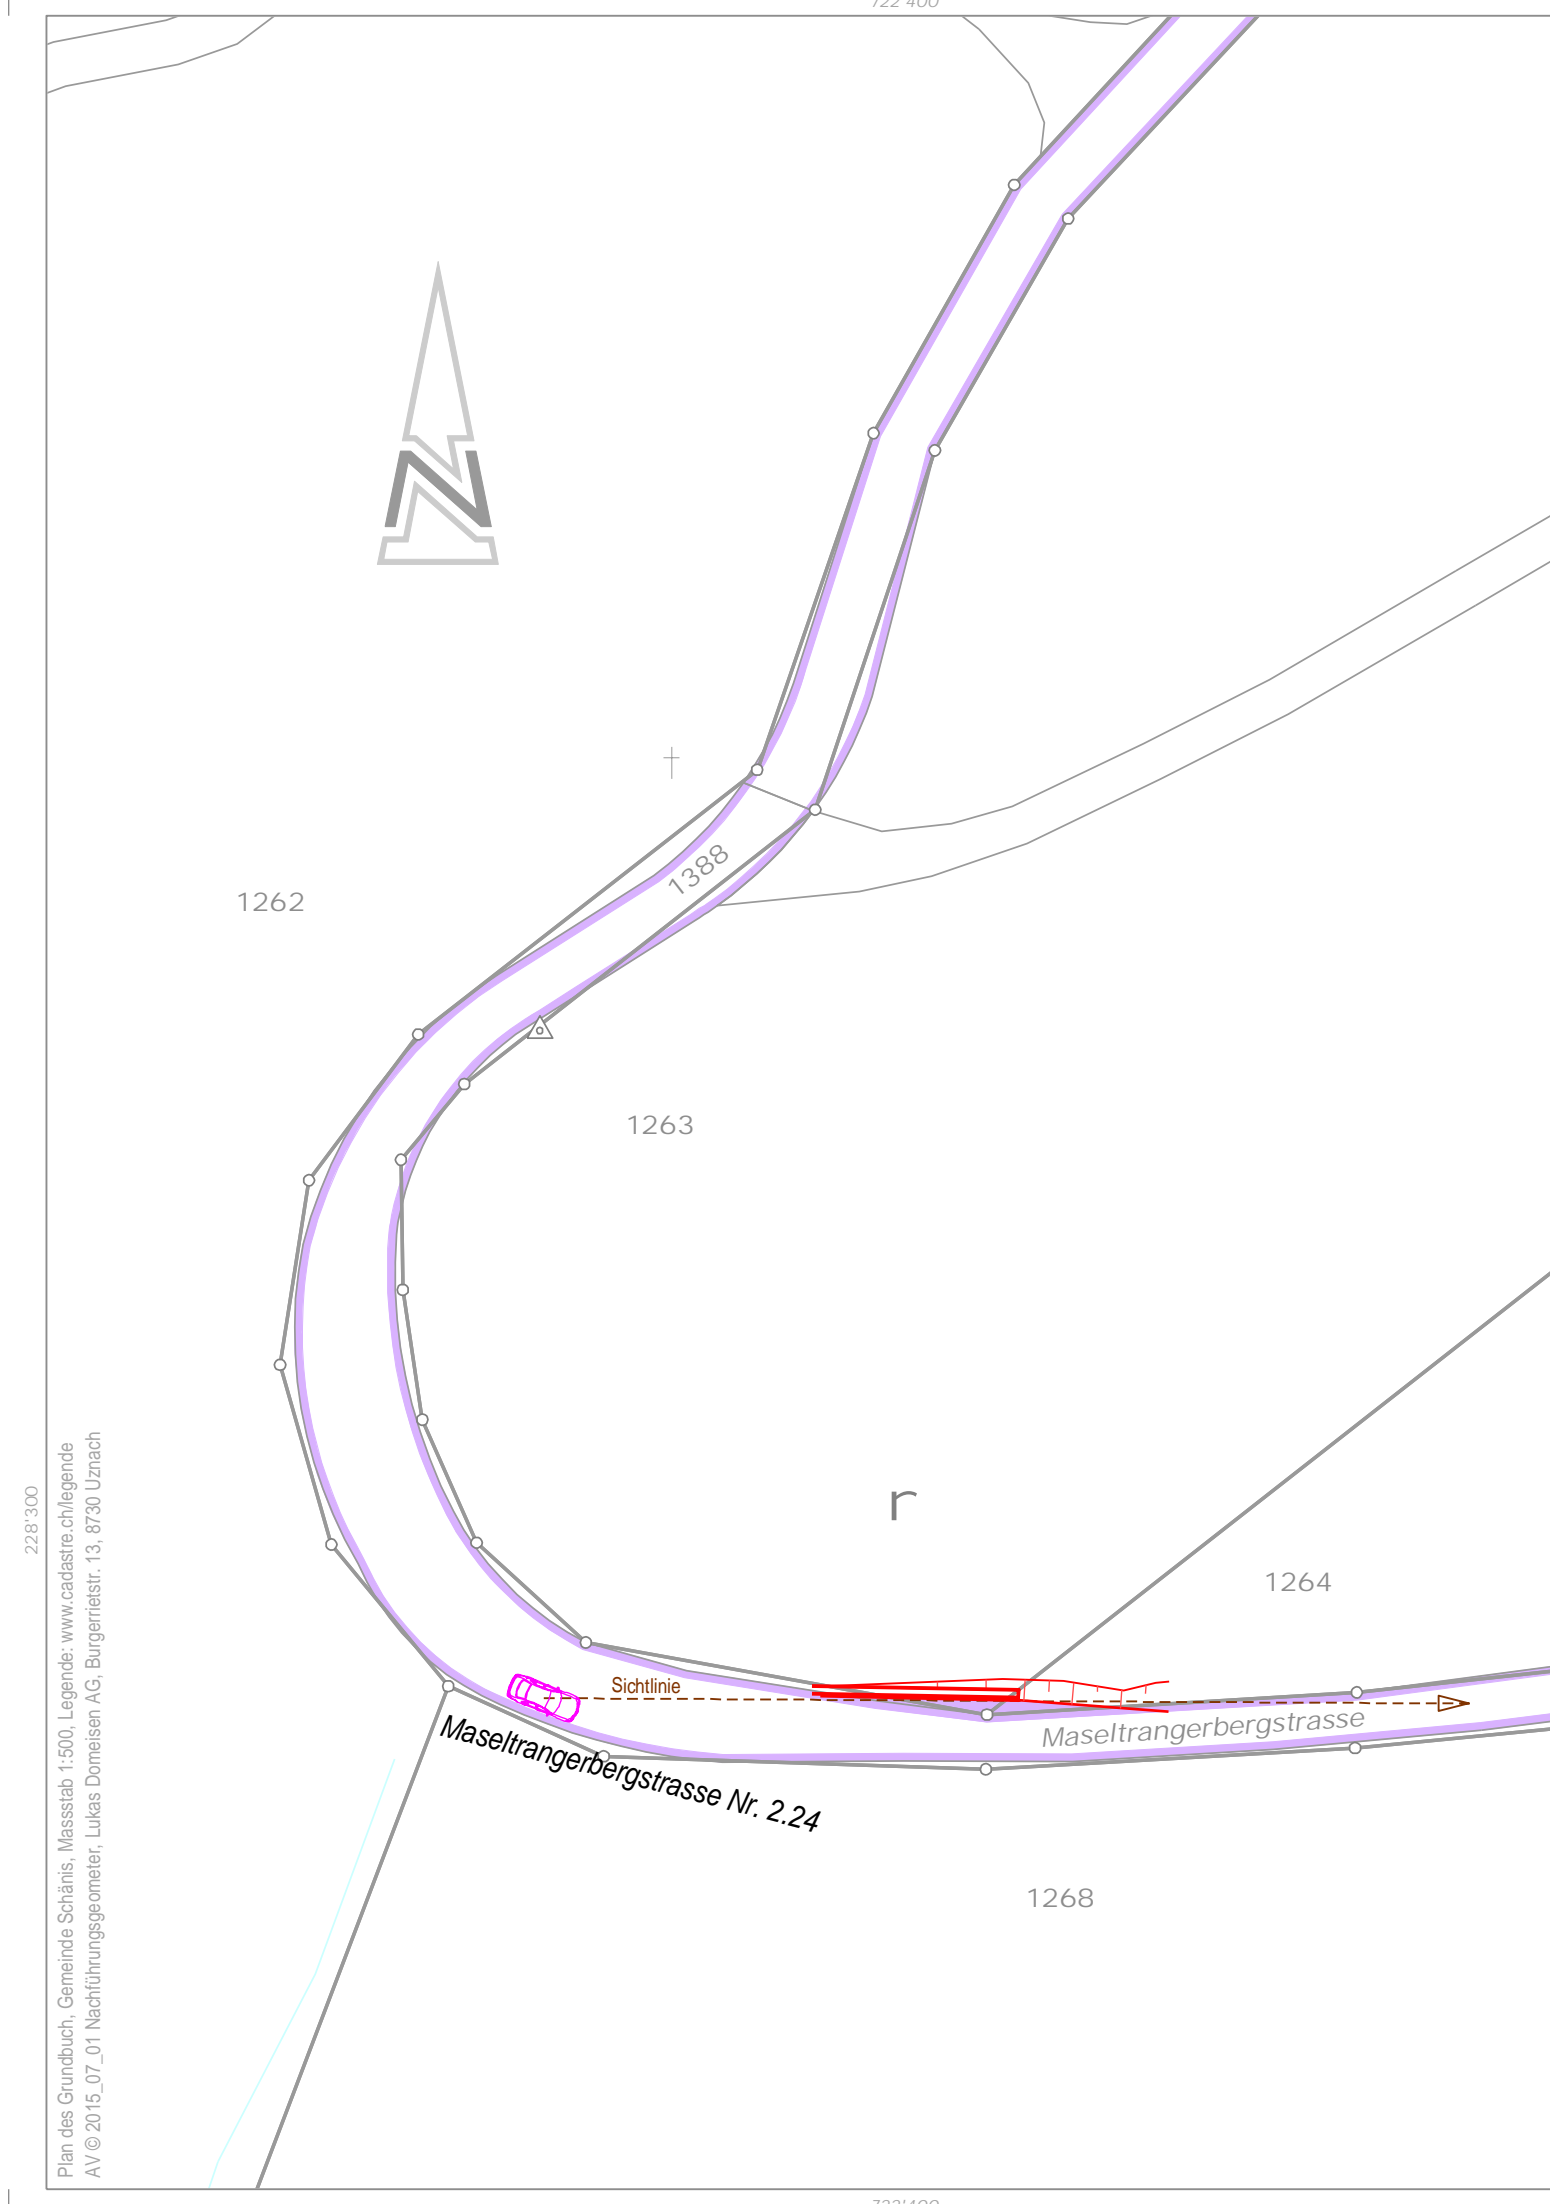 722'400
N
1388
1262
1263
r
1264
Sichtlinie
Maseltrangerbergstrasse
Maseltrangerbergstrasse Nr. 2.24
1268
228'300
Plan des Grundbuch, Gemeinde Schänis, Massstab 1:500, Legende: www.cadastre.ch/legende
AV © 2015_07_01 Nachführungsgeometer, Lukas Domeisen AG, Burgerrietstr. 13, 8730 Uznach
722'400